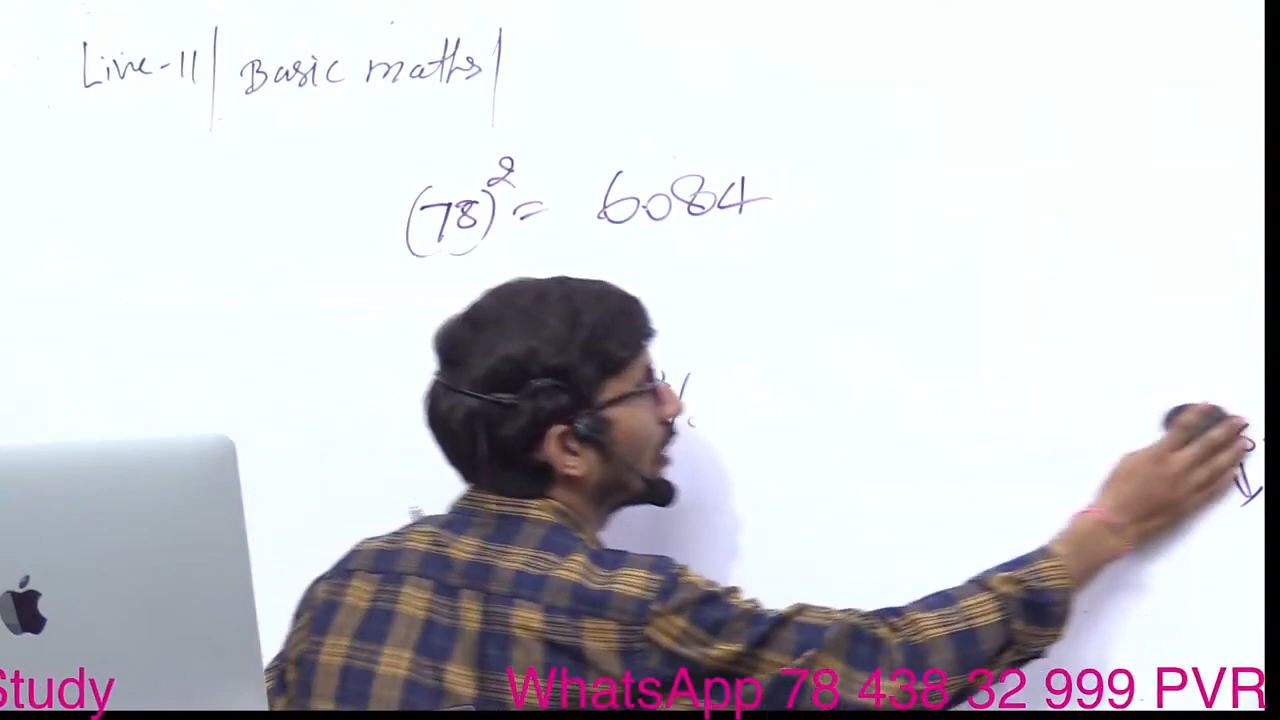 Live-11 | Basic maths |
(78)² = 6084
Study WhatsApp 78 438 32 999 PVR